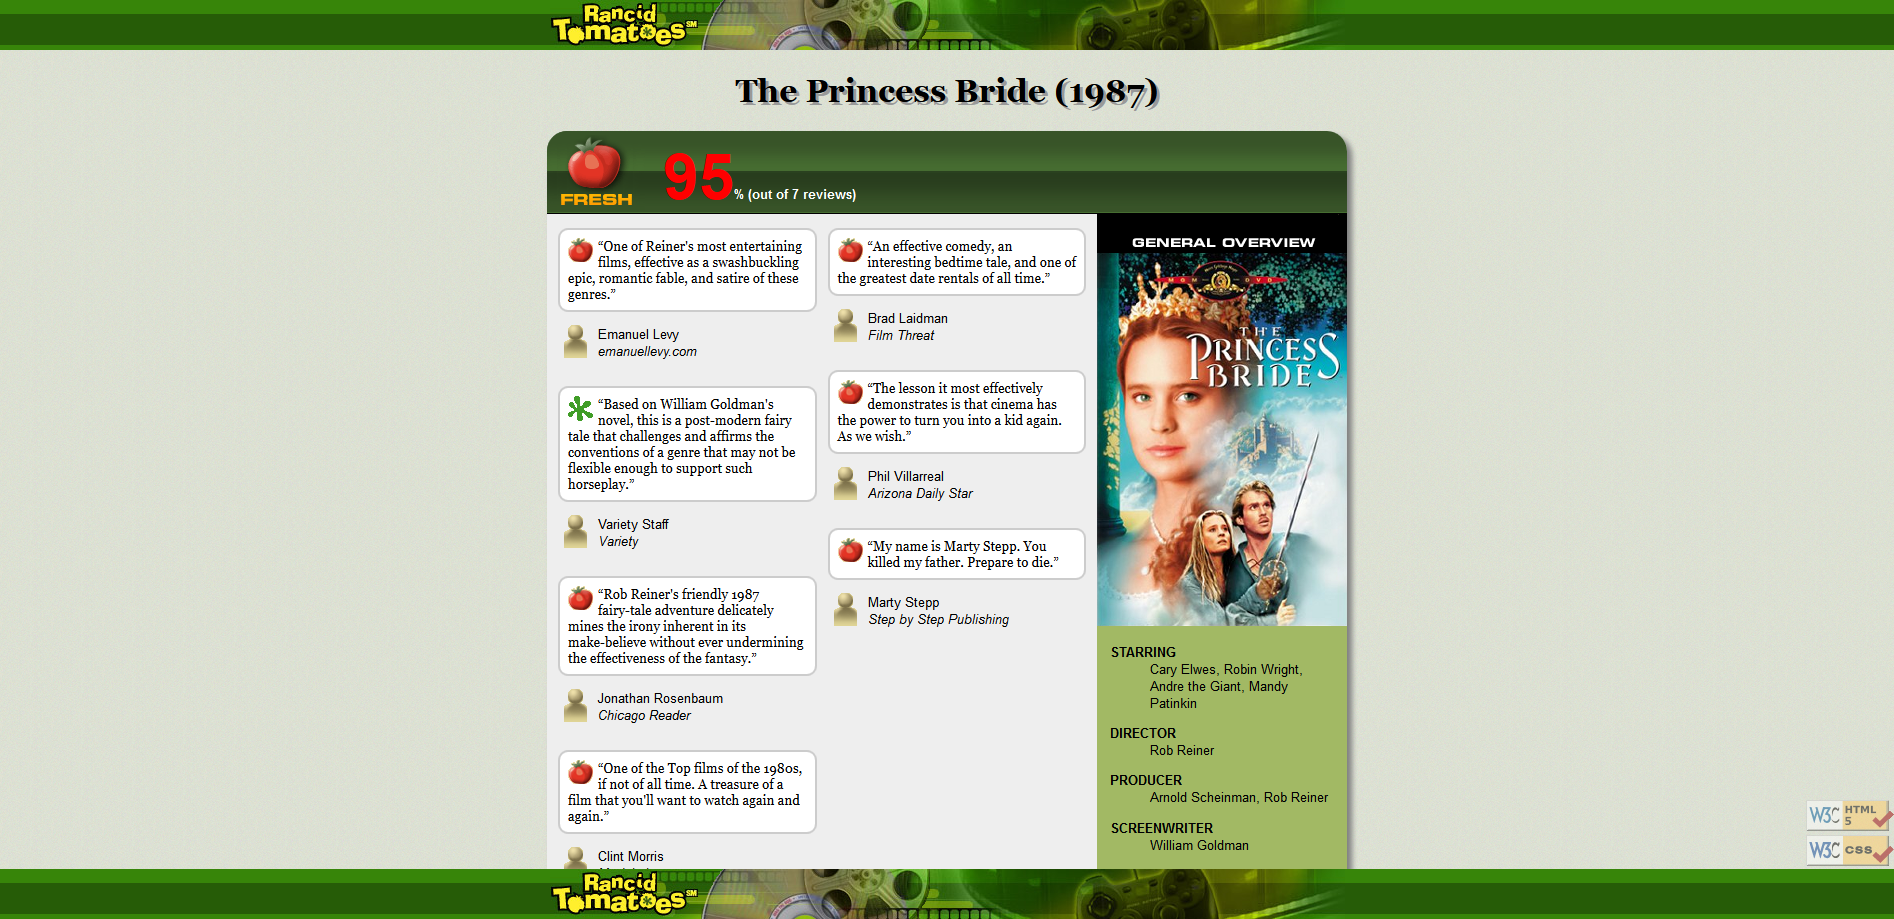 Rancid
TomatoesSM
The Princess Bride (1987)
FRESH
95% (out of 7 reviews)
“One of Reiner's most entertaining
films, effective as a swashbuckling
epic, romantic fable, and satire of these
genres.”
Emanuel Levy
emanuellevy.com
“Based on William Goldman's
novel, this is a post-modern fairy
tale that challenges and affirms the
conventions of a genre that may not be
flexible enough to support such
horseplay.”
Variety Staff
Variety
“Rob Reiner's friendly 1987
fairy-tale adventure delicately
mines the irony inherent in its
make-believe without ever undermining
the effectiveness of the fantasy.”
Jonathan Rosenbaum
Chicago Reader
“One of the Top films of the 1980s,
if not of all time. A treasure of a
film that you'll want to watch again and
again.”
Clint Morris
“An effective comedy, an
interesting bedtime tale, and one of
the greatest date rentals of all time.”
Brad Laidman
Film Threat
“The lesson it most effectively
demonstrates is that cinema has
the power to turn you into a kid again.
As we wish.”
Phil Villarreal
Arizona Daily Star
“My name is Marty Stepp. You
killed my father. Prepare to die.”
Marty Stepp
Step by Step Publishing
GENERAL OVERVIEW
MGM DVD
THE
PRINCESS
BRIDE
STARRING
Cary Elwes, Robin Wright,
Andre the Giant, Mandy
Patinkin
DIRECTOR
Rob Reiner
PRODUCER
Arnold Scheinman, Rob Reiner
SCREENWRITER
William Goldman
W3C HTML
5
W3C CSS
Rancid
TomatoesSM